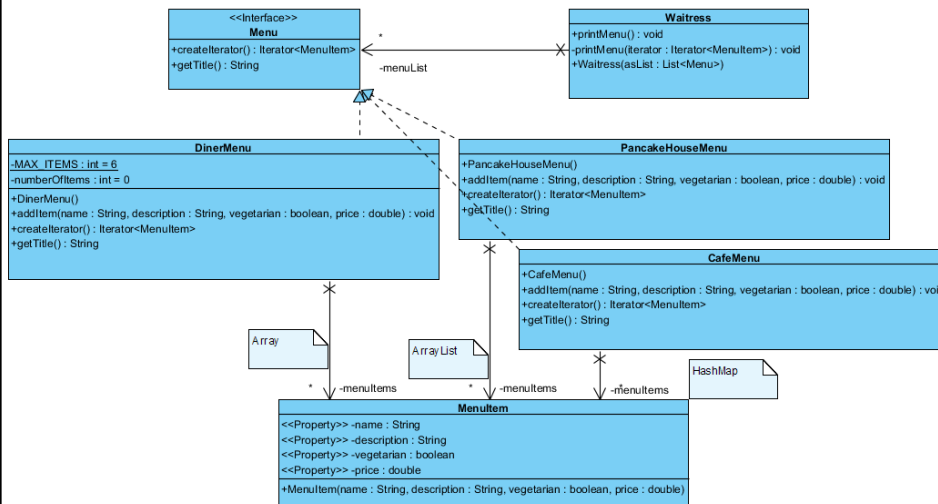 <<Interface>>
Menu
+createIterator() : Iterator<MenuItem>
+getTitle() : String
*
-menuList
Waitress
+printMenu() : void
-printMenu(iterator : Iterator<MenuItem>) : void
+Waitress(asList : List<Menu>)
DinerMenu
-MAX_ITEMS : int = 6
-numberOfItems : int = 0
+DinerMenu()
+addItem(name : String, description : String, vegetarian : boolean, price : double) : void
+createIterator() : Iterator<MenuItem>
+getTitle() : String
PancakeHouseMenu
+PancakeHouseMenu()
+addItem(name : String, description : String, vegetarian : boolean, price : double) : void
+createIterator() : Iterator<MenuItem>
+getTitle() : String
CafeMenu
+CafeMenu()
+addItem(name : String, description : String, vegetarian : boolean, price : double) : voi
+createIterator() : Iterator<MenuItem>
+getTitle() : String
Array
ArrayList
HashMap
*
-menuItems
*
-menuItems
*
-menuItems
MenuItem
<<Property>> -name : String
<<Property>> -description : String
<<Property>> -vegetarian : boolean
<<Property>> -price : double
+MenuItem(name : String, description : String, vegetarian : boolean, price : double)